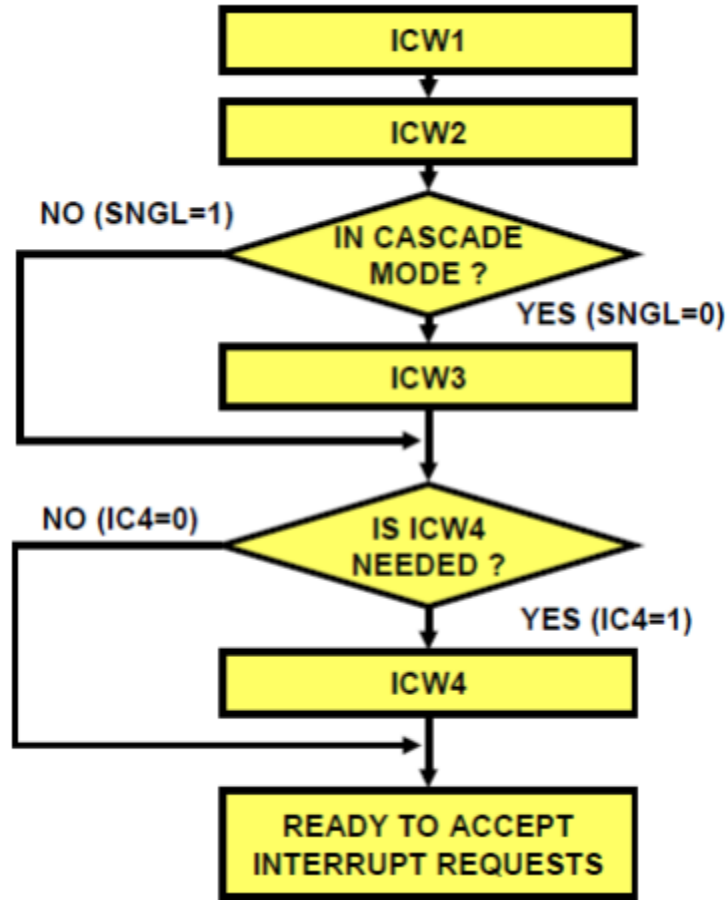 ICW1
ICW2
NO (SNGL=1)
IN CASCADE
MODE ?
YES (SNGL=0)
ICW3
NO (IC4=0)
IS ICW4
NEEDED ?
YES (IC4=1)
ICW4
READY TO ACCEPT
INTERRUPT REQUESTS